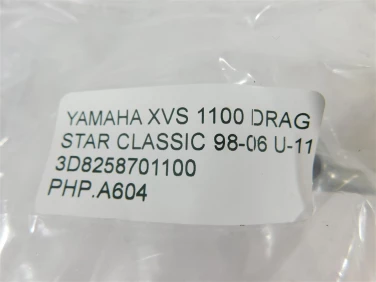 YAMAHA XVS 1100 DRAG
STAR CLASSIC 98-06 U-11
3D8258701100
PHP.A604